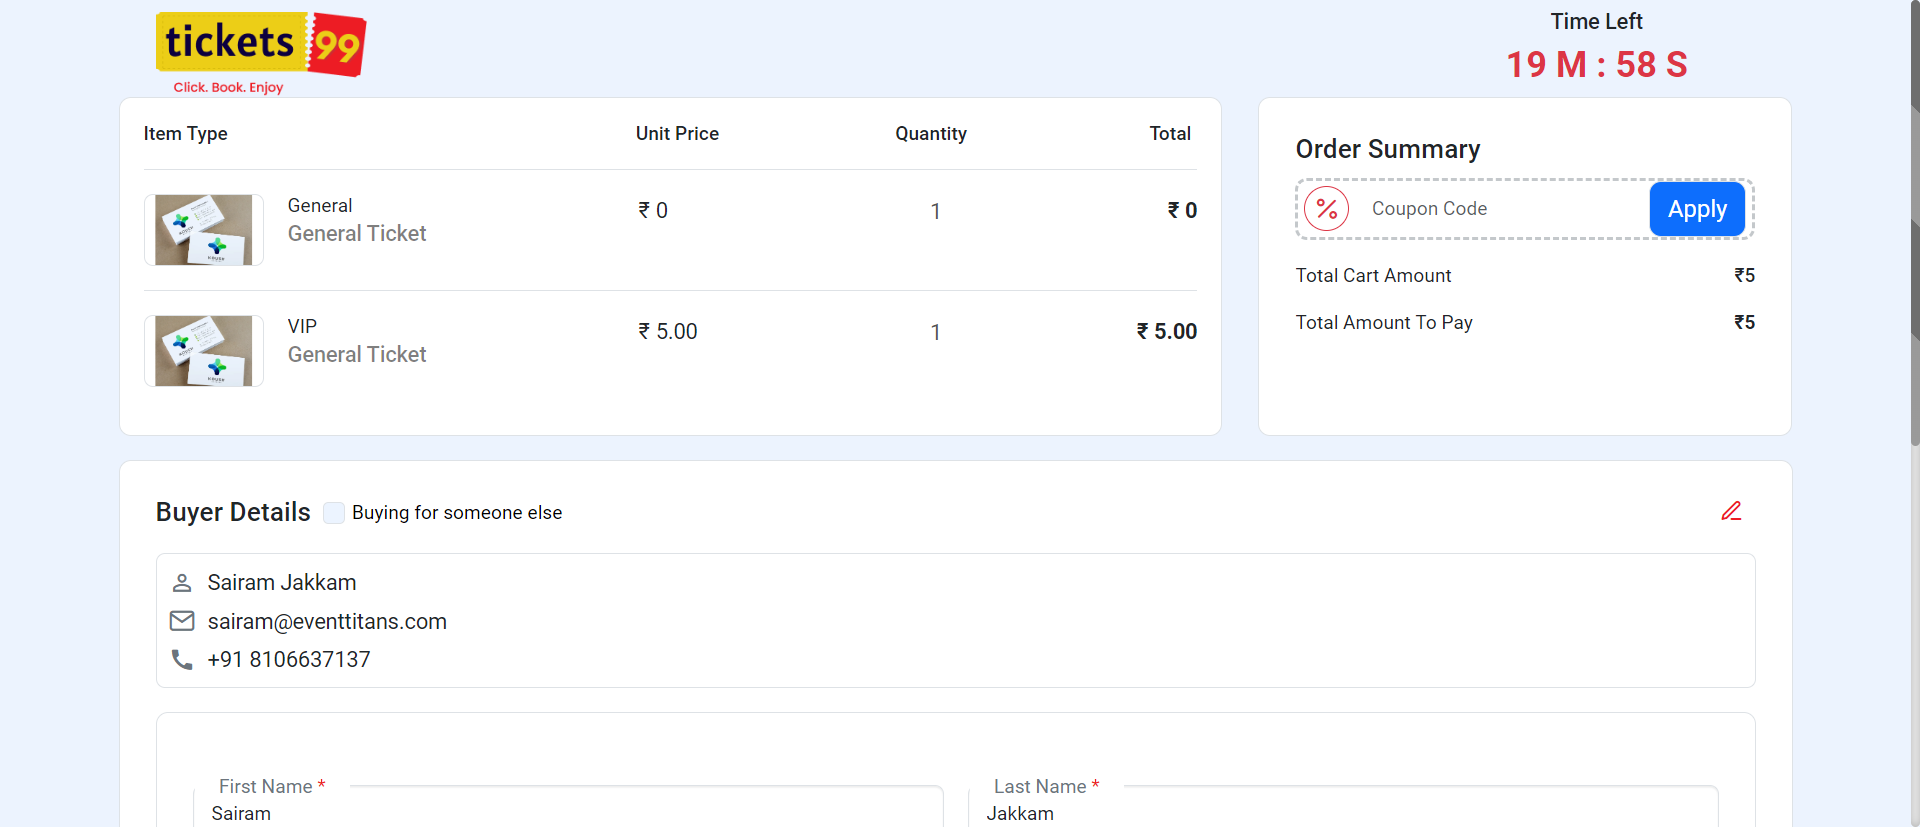 tickets 99
Click. Book. Enjoy
Time Left
19 M : 58 S
Item Type Unit Price Quantity Total
General
General Ticket
₹ 0 1 ₹ 0
VIP
General Ticket
₹ 5.00 1 ₹ 5.00
Order Summary
Coupon Code Apply
Total Cart Amount ₹5
Total Amount To Pay ₹5
Buyer Details Buying for someone else
Sairam Jakkam
sairam@eventtitans.com
+91 8106637137
First Name * Last Name *
Sairam Jakkam